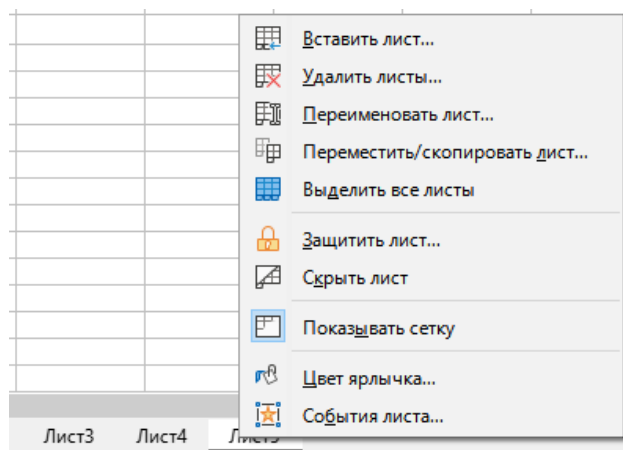 Вставить лист...
Удалить листы...
Переименовать лист...
Переместить/скопировать лист...
Выделить все листы
Защитить лист...
Скрыть лист
Показывать сетку
Цвет ярлычка...
События листа...
Лист3 Лист4